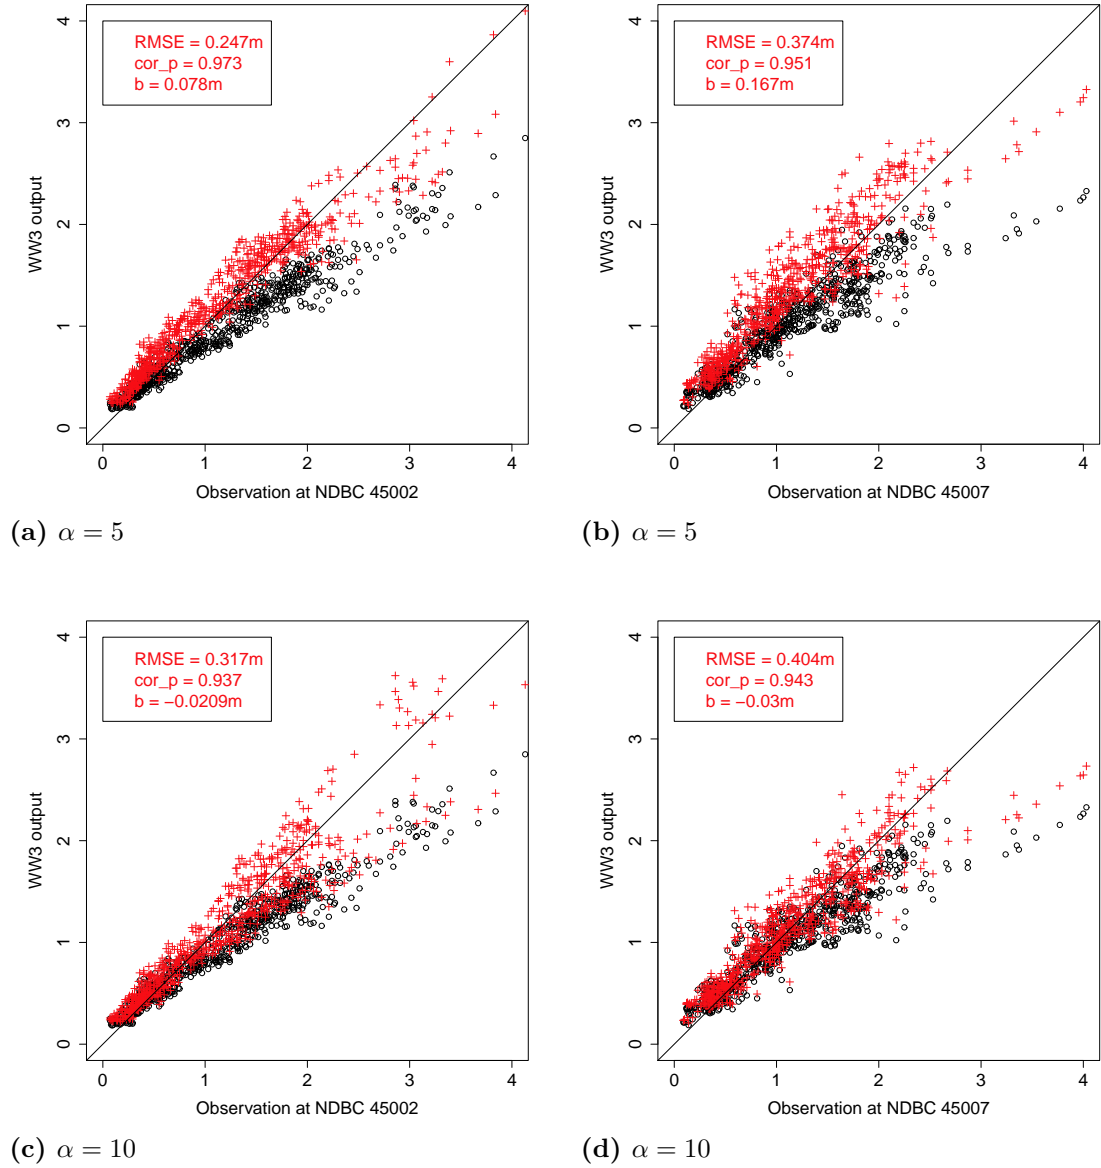 4
3
2
1
0
WW3 output
RMSE = 0.247m
cor_p = 0.973
b = 0.078m
0 1 2 3 4
Observation at NDBC 45002
(a) α = 5
4
3
2
1
0
WW3 output
RMSE = 0.374m
cor_p = 0.951
b = 0.167m
0 1 2 3 4
Observation at NDBC 45007
(b) α = 5
4
3
2
1
0
WW3 output
RMSE = 0.317m
cor_p = 0.937
b = −0.0209m
0 1 2 3 4
Observation at NDBC 45002
(c) α = 10
4
3
2
1
0
WW3 output
RMSE = 0.404m
cor_p = 0.943
b = −0.03m
0 1 2 3 4
Observation at NDBC 45007
(d) α = 10